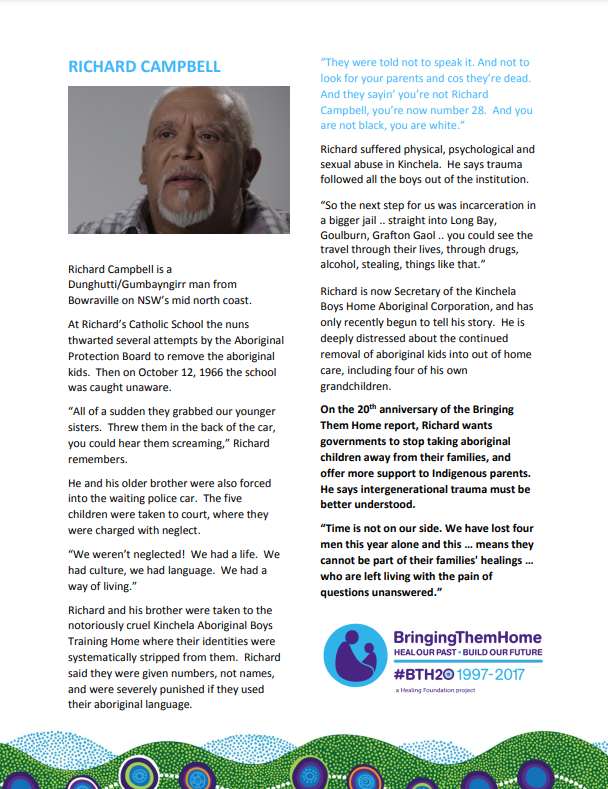 RICHARD CAMPBELL
Richard Campbell is a
Dunghutti/Gumbayngirr man from
Bowraville on NSW's mid north coast.
At Richard's Catholic School the nuns
thwarted several attempts by the Aboriginal
Protection Board to remove the aboriginal
kids.  Then on October 12, 1966 the school
was caught unaware.
“All of a sudden they grabbed our younger
sisters.  Threw them in the back of the car,
you could hear them screaming,” Richard
remembers.
He and his older brother were also forced
into the waiting police car.  The five
children were taken to court, where they
were charged with neglect.
“We weren't neglected!  We had a life.  We
had culture, we had language.  We had a
way of living.”
Richard and his brother were taken to the
notoriously cruel Kinchela Aboriginal Boys
Training Home where their identities were
systematically stripped from them.  Richard
said they were given numbers, not names,
and were severely punished if they used
their aboriginal language.
“They were told not to speak it. And not to
look for your parents and cos they're dead.
And they sayin' you're not Richard
Campbell, you're now number 28.  And you
are not black, you are white.”
Richard suffered physical, psychological and
sexual abuse in Kinchela.  He says trauma
followed all the boys out of the institution.
“So the next step for us was incarceration in
a bigger jail .. straight into Long Bay,
Goulburn, Grafton Gaol .. you could see the
travel through their lives, through drugs,
alcohol, stealing, things like that.”
Richard is now Secretary of the Kinchela
Boys Home Aboriginal Corporation, and has
only recently begun to tell his story.  He is
deeply distressed about the continued
removal of aboriginal kids into out of home
care, including four of his own
grandchildren.
On the 20th anniversary of the Bringing
Them Home report, Richard wants
governments to stop taking aboriginal
children away from their families, and
offer more support to Indigenous parents.
He says intergenerational trauma must be
better understood.
“Time is not on our side. We have lost four
men this year alone and this … means they
cannot be part of their families' healings …
who are left living with the pain of
questions unanswered.”
BringingThemHome
HEAL OUR PAST • BUILD OUR FUTURE
#BTH20 1997-2017
a Healing Foundation project